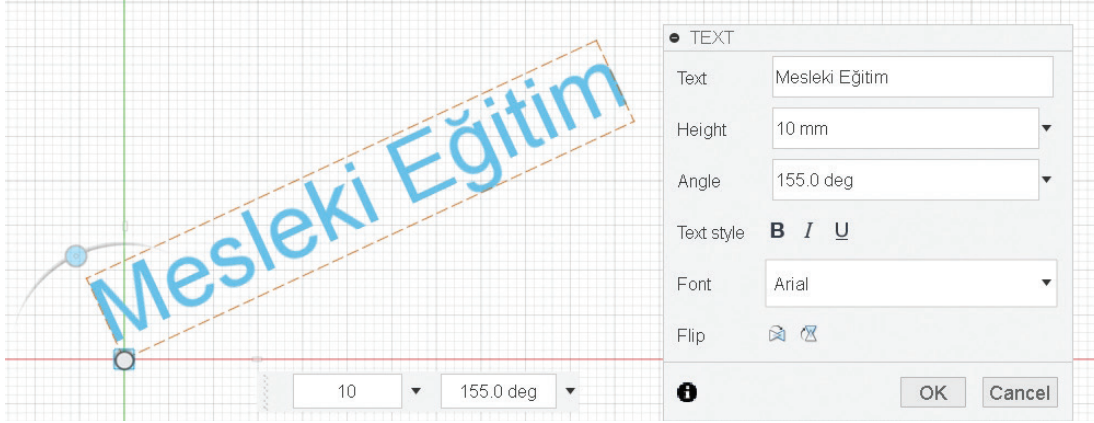 TEXT
Text Mesleki Eğitim
Height 10 mm
Angle 155.0 deg
Text style B I U
Font Arial
Flip
OK Cancel
Mesleki Eğitim
10 155.0 deg